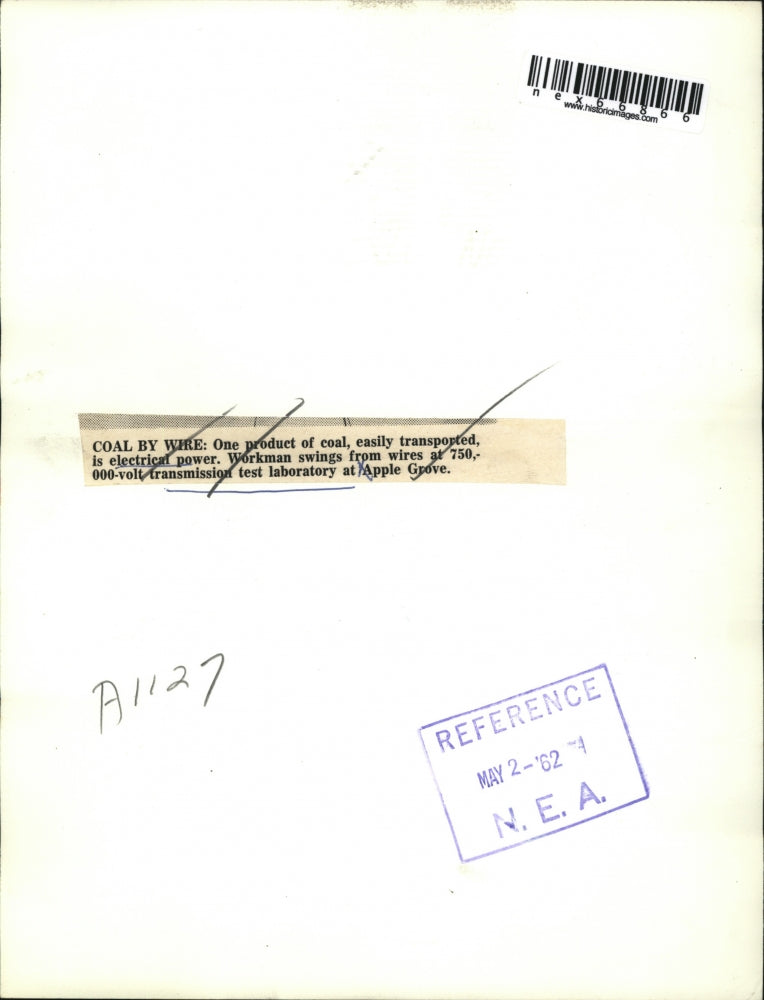 nex66866
www.historicimages.com
COAL BY WIRE: One product of coal, easily transported,
is electrical power. Workman swings from wires at 750,-
000-volt transmission test laboratory at Apple Grove.
A1127
REFERENCE
MAY 2-'62
N. E. A.